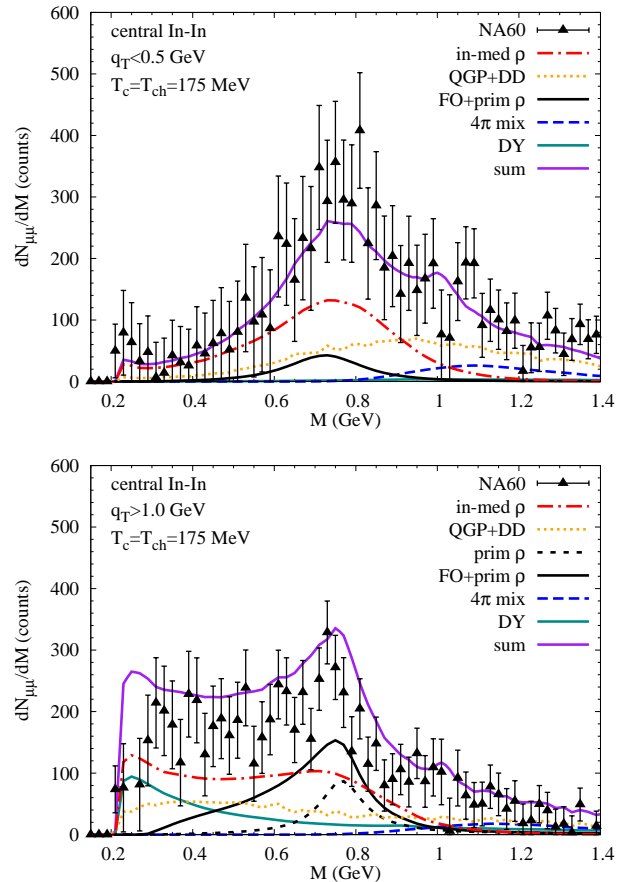 600
500
400
300
200
100
0
dN_μμ/dM (counts)
central In-In
q_T<0.5 GeV
T_c=T_ch=175 MeV
NA60
in-med ρ
QGP+DD
FO+prim ρ
4π mix
DY
sum
0.2 0.4 0.6 0.8 1 1.2 1.4
M (GeV)
600
500
400
300
200
100
0
dN_μμ/dM (counts)
central In-In
q_T>1.0 GeV
T_c=T_ch=175 MeV
NA60
in-med ρ
QGP+DD
prim ρ
FO+prim ρ
4π mix
DY
sum
0.2 0.4 0.6 0.8 1 1.2 1.4
M (GeV)